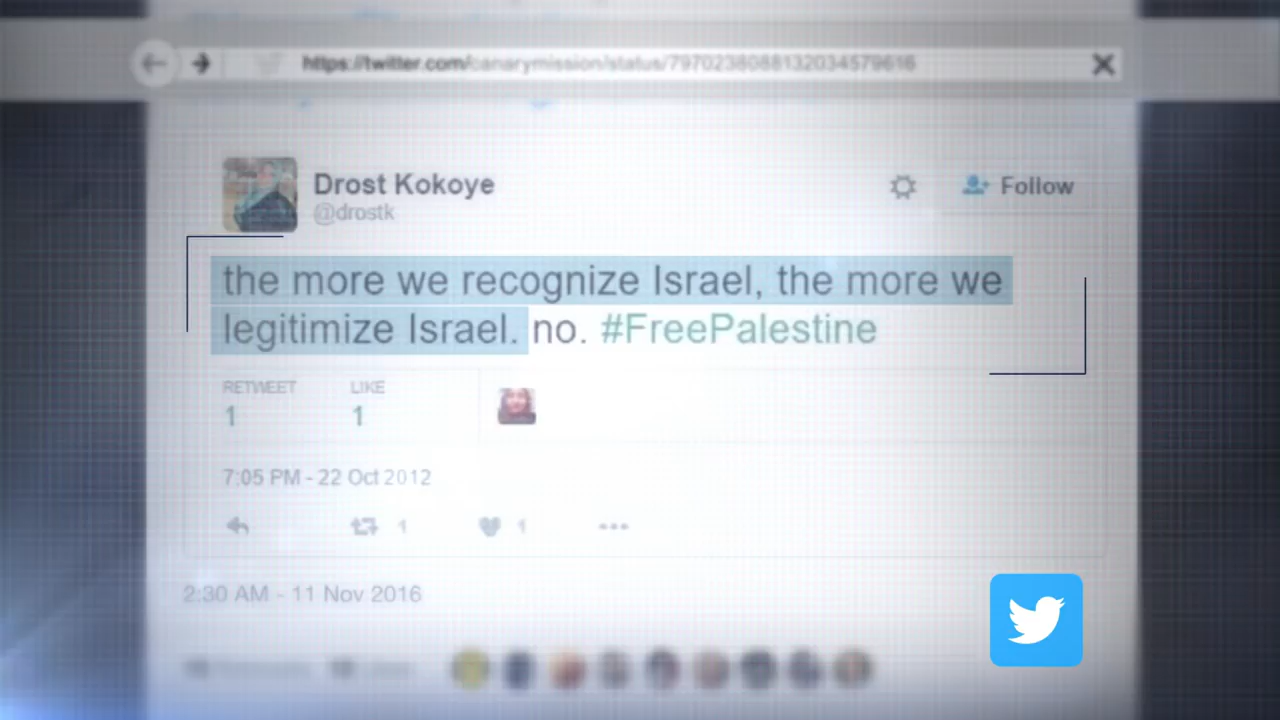 https://twitter.com/canarymission/status/797023808813203457​9616
Drost Kokoye
Follow
@drostk
the more we recognize Israel, the more we
legitimize Israel. no. #FreePalestine
RETWEET LIKE
1 1
7:05 PM - 22 Oct 2012
1 1
2:30 AM - 11 Nov 2016